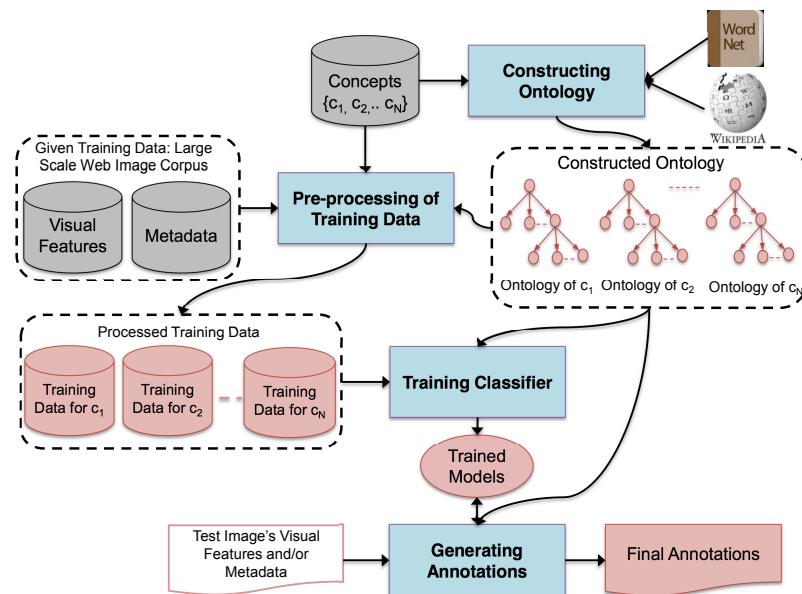 Word
Net
Concepts
{c1, c2,.. cN}
Constructing
Ontology
WIKIPEDIA
Given Training Data: Large
Scale Web Image Corpus
Visual
Features
Metadata
Pre-processing of
Training Data
Constructed Ontology
Ontology of c1
Ontology of c2
Ontology of cN
Processed Training Data
Training
Data for c1
Training
Data for c2
Training
Data for cN
Training Classifier
Trained
Models
Test Image's Visual
Features and/or
Metadata
Generating
Annotations
Final Annotations